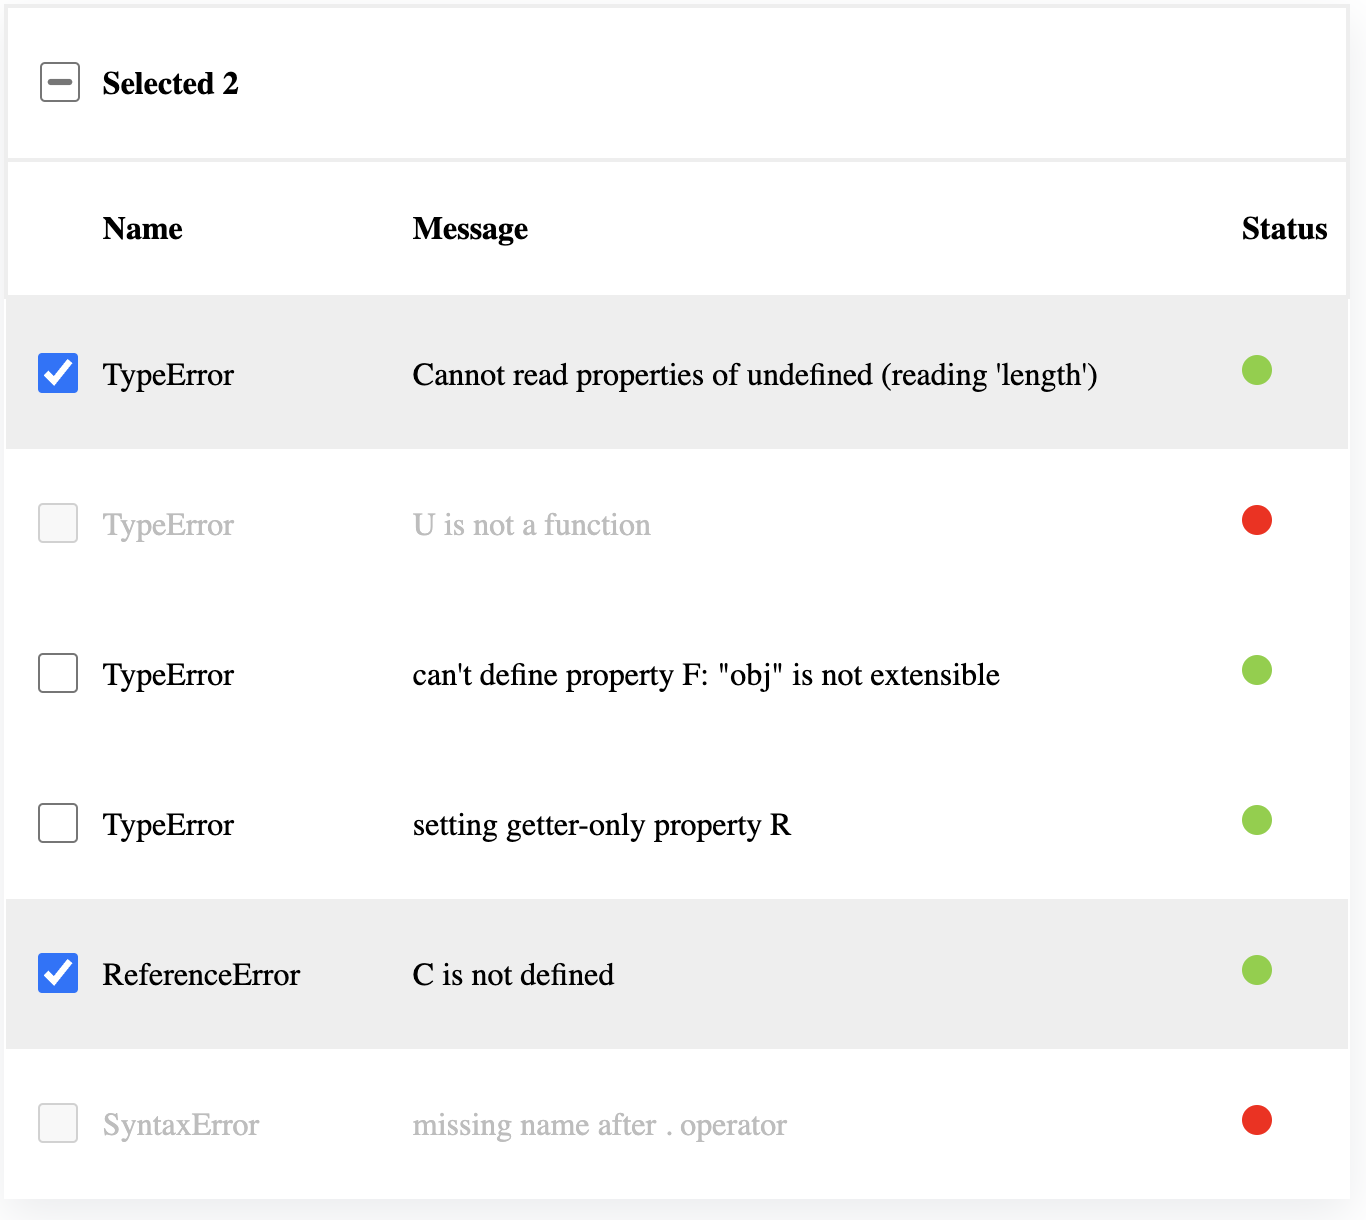 Selected 2
Name Message Status
TypeError Cannot read properties of undefined (reading 'length')
TypeError U is not a function
TypeError can't define property F: "obj" is not extensible
TypeError setting getter-only property R
ReferenceError C is not defined
SyntaxError missing name after . operator